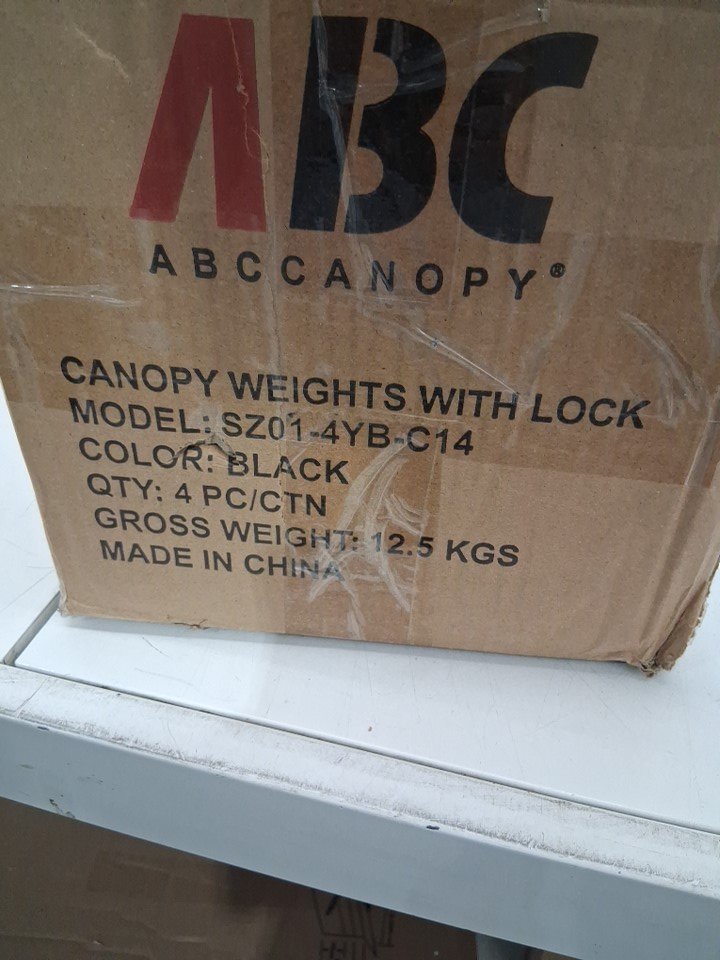 ABC
ABCCANOPY®
CANOPY WEIGHTS WITH LOCK
MODEL: SZ01-4YB-C14
COLOR: BLACK
QTY: 4 PC/CTN
GROSS WEIGHT: 12.5 KGS
MADE IN CHINA